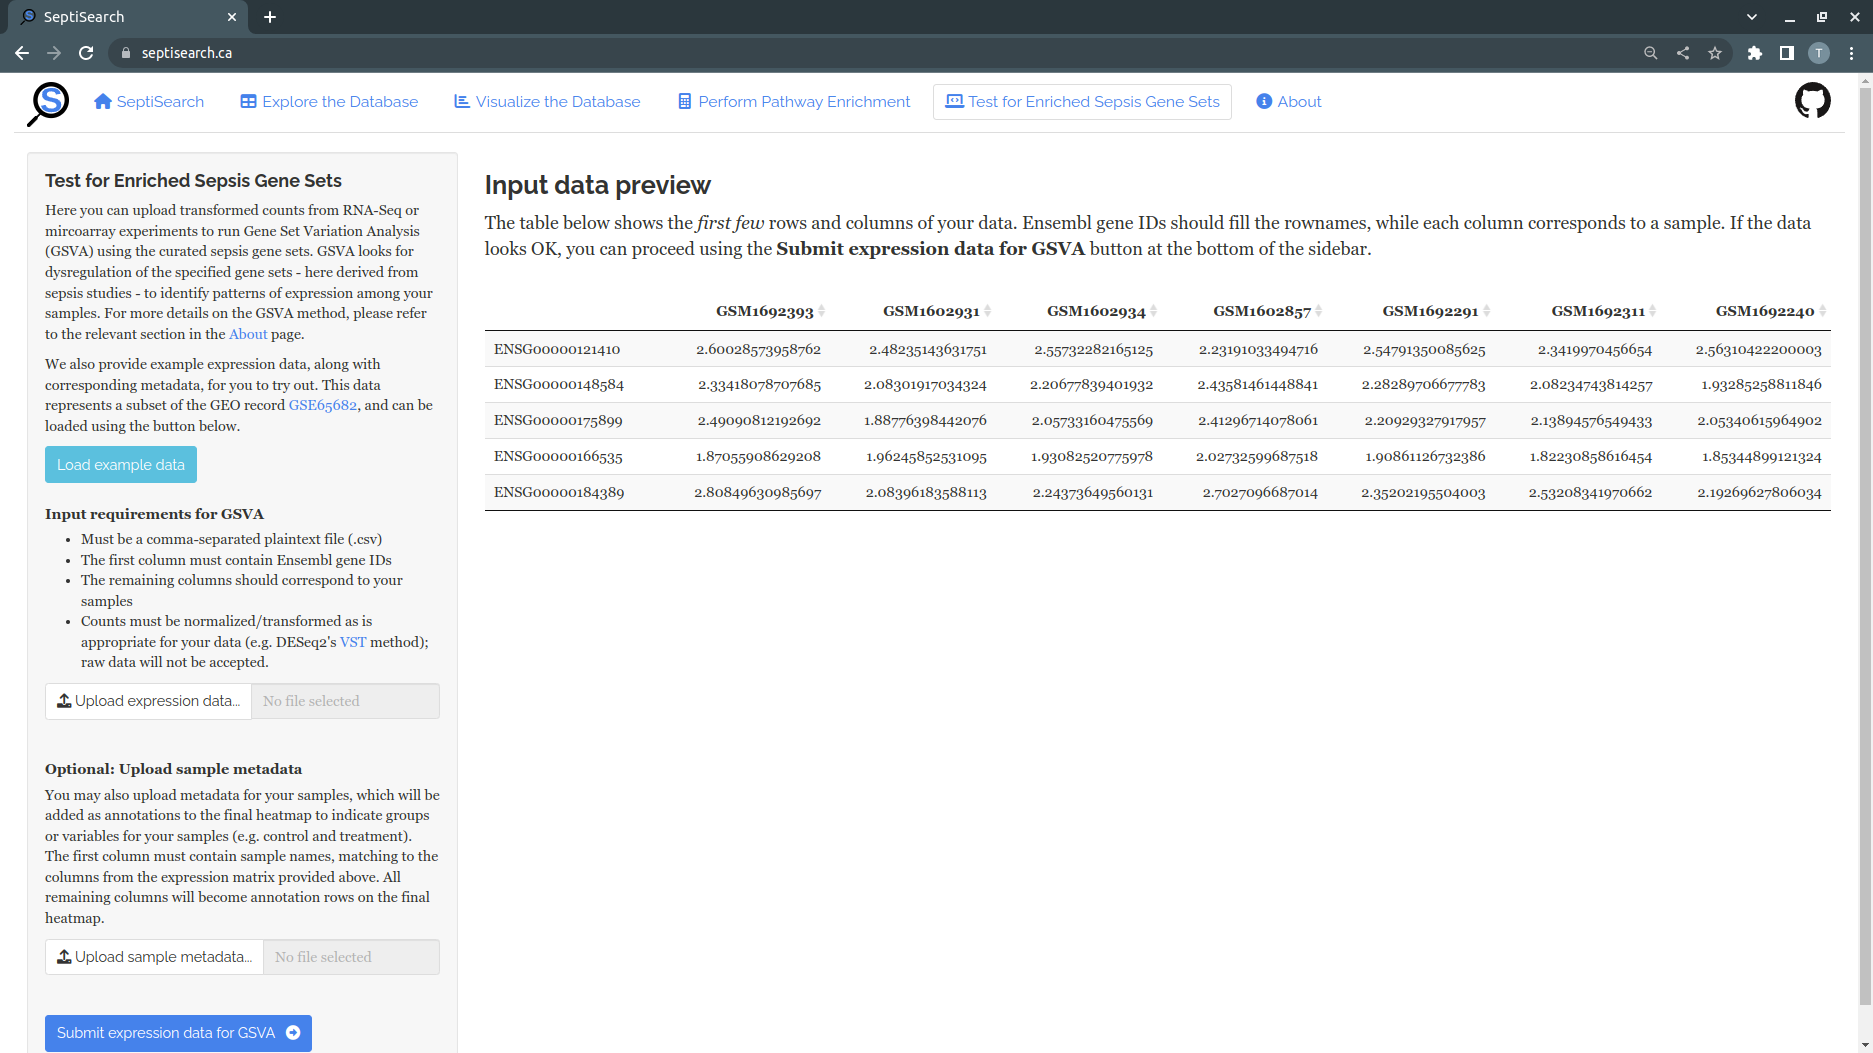 SeptiSearch
septisearch.ca
T
S
SeptiSearch
Explore the Database
Visualize the Database
Perform Pathway Enrichment
Test for Enriched Sepsis Gene Sets
About
Test for Enriched Sepsis Gene Sets
Here you can upload transformed counts from RNA-Seq or
mircoarray experiments to run Gene Set Variation Analysis
(GSVA) using the curated sepsis gene sets. GSVA looks for
dysregulation of the specified gene sets - here derived from
sepsis studies - to identify patterns of expression among your
samples. For more details on the GSVA method, please refer
to the relevant section in the About page.
We also provide example expression data, along with
corresponding metadata, for you to try out. This data
represents a subset of the GEO record GSE65682, and can be
loaded using the button below.
Load example data
Input requirements for GSVA
• Must be a comma-separated plaintext file (.csv)
• The first column must contain Ensembl gene IDs
• The remaining columns should correspond to your
samples
• Counts must be normalized/transformed as is
appropriate for your data (e.g. DESeq2's VST method);
raw data will not be accepted.
Upload expression data... No file selected
Optional: Upload sample metadata
You may also upload metadata for your samples, which will be
added as annotations to the final heatmap to indicate groups
or variables for your samples (e.g. control and treatment).
The first column must contain sample names, matching to the
columns from the expression matrix provided above. All
remaining columns will become annotation rows on the final
heatmap.
Upload sample metadata... No file selected
Submit expression data for GSVA
Input data preview
The table below shows the first few rows and columns of your data. Ensembl gene IDs should fill the rownames, while each column corresponds to a sample. If the data
looks OK, you can proceed using the Submit expression data for GSVA button at the bottom of the sidebar.
GSM1692393 GSM1602931 GSM1602934 GSM1602857 GSM1692291 GSM1692311 GSM1692240
ENSG00000121410 2.60028573958762 2.48235143631751 2.55732282165125 2.23191033494716 2.54791350085625 2.3419970456654 2.56310422200003
ENSG00000148584 2.33418078707685 2.08301917034324 2.20677839401932 2.43581461448841 2.28289706677783 2.08234743814257 1.93285258811846
ENSG00000175899 2.49090812192692 1.88776398442076 2.05733160475569 2.41296714078061 2.20929327917957 2.13894576549433 2.05340615964902
ENSG00000166535 1.87055908629208 1.96245852531095 1.93082520775978 2.02732599687518 1.90861126732386 1.82230858616454 1.85344899121324
ENSG00000184389 2.80849630985697 2.08396183588113 2.24373649560131 2.7027096687014 2.35202195504003 2.53208341970662 2.19269627806034